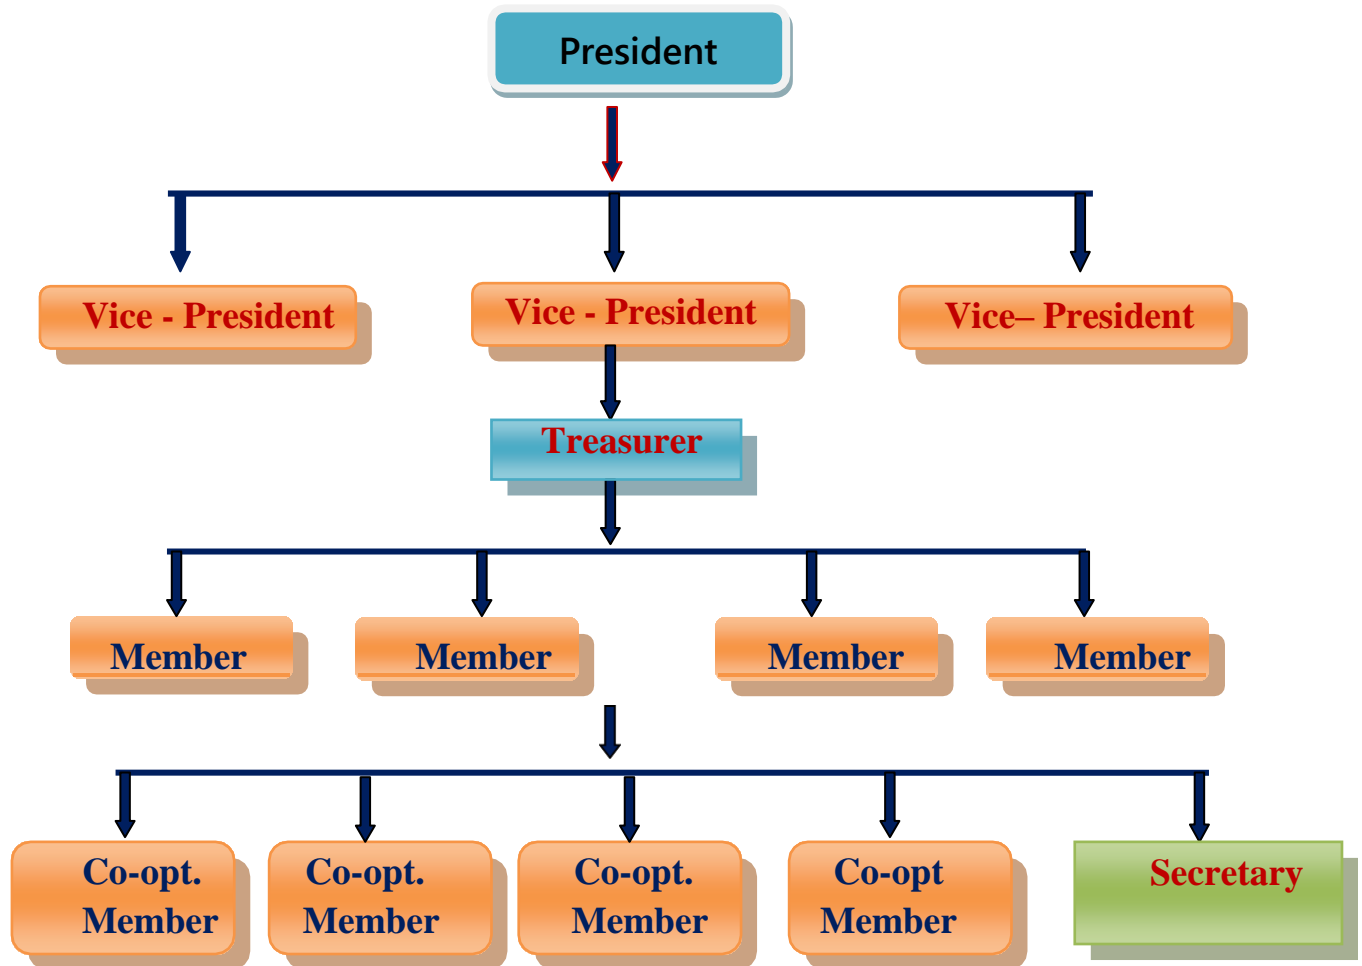 President
Vice - President
Vice - President
Vice– President
Treasurer
Member
Member
Member
Member
Co-opt.
Member
Co-opt.
Member
Co-opt.
Member
Co-opt
Member
Secretary